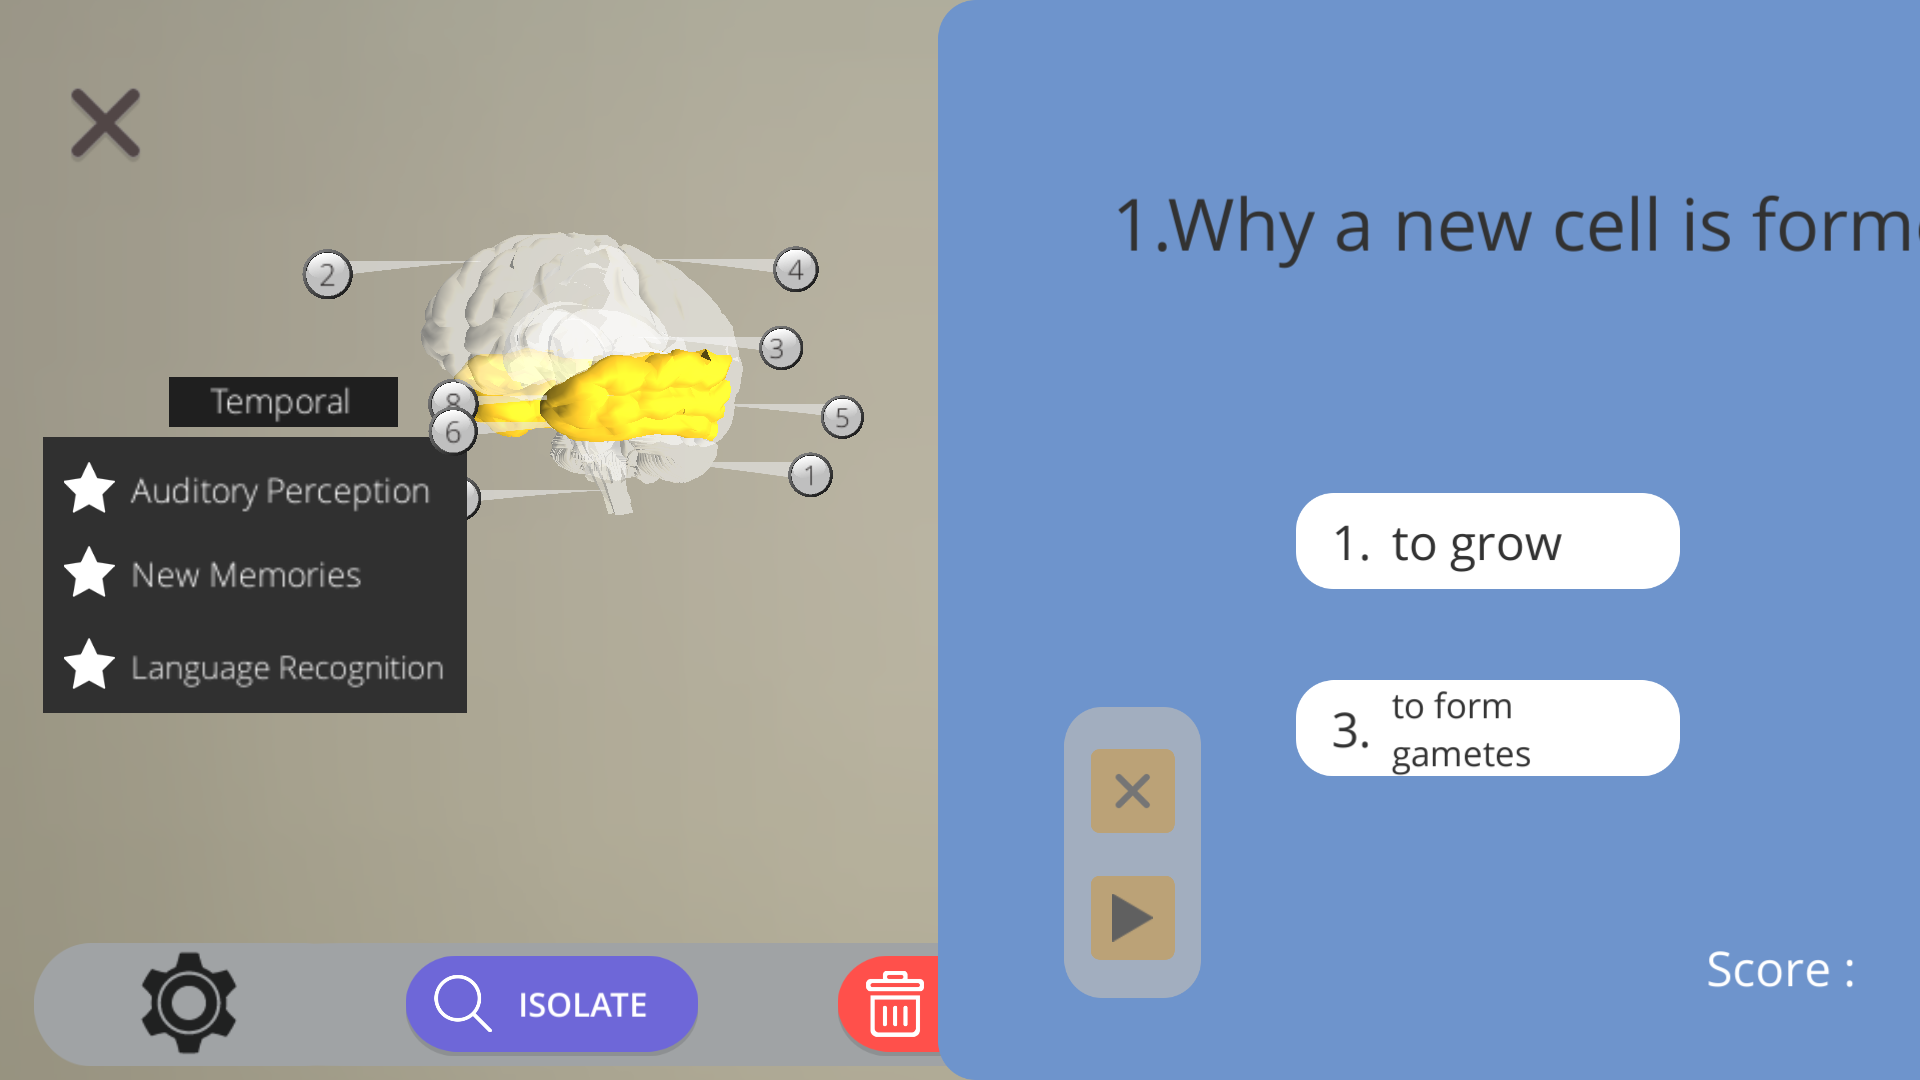 2
4
3
Temporal
8
5
6
1
Auditory Perception
New Memories
Language Recognition
ISOLATE
1.Why a new cell is form
1. to grow
3. to form
gametes
Score :